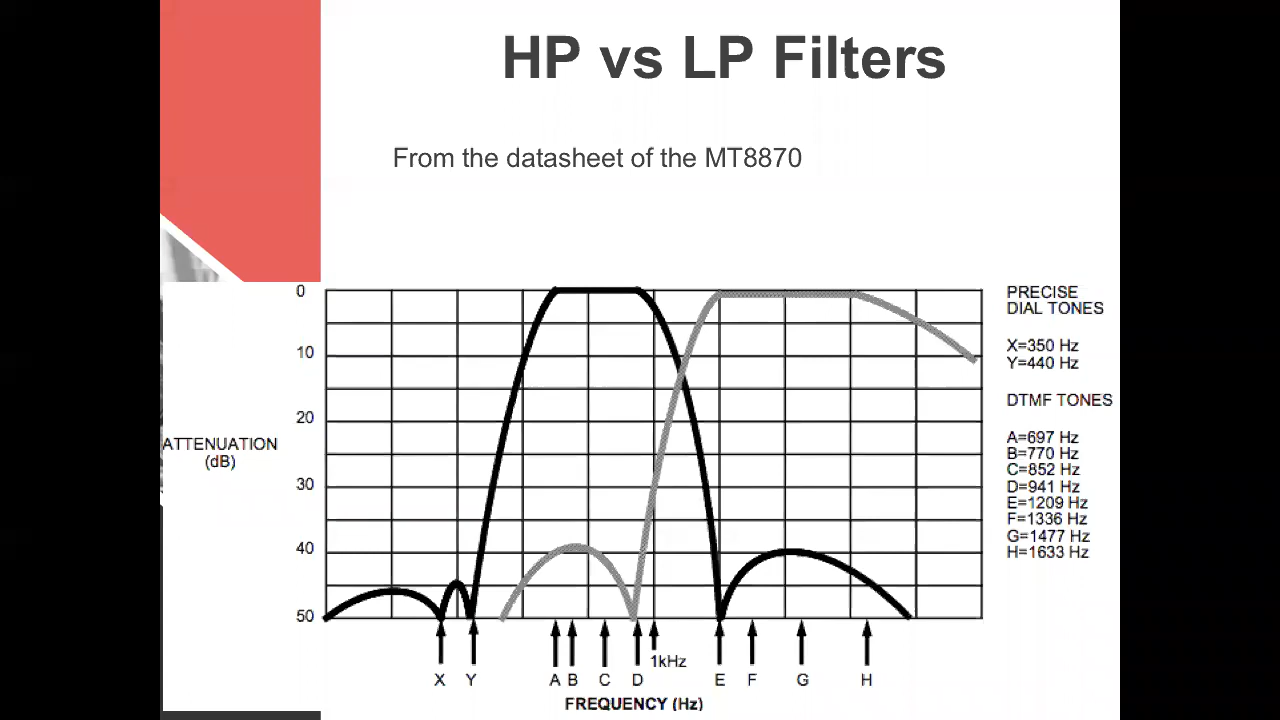 HP vs LP Filters
From the datasheet of the MT8870
0
10
20
30
40
50
ATTENUATION
(dB)
PRECISE
DIAL TONES
X=350 Hz
Y=440 Hz
DTMF TONES
A=697 Hz
B=770 Hz
C=852 Hz
D=941 Hz
E=1209 Hz
F=1336 Hz
G=1477 Hz
H=1633 Hz
1kHz
X Y A B C D E F G H
FREQUENCY (Hz)